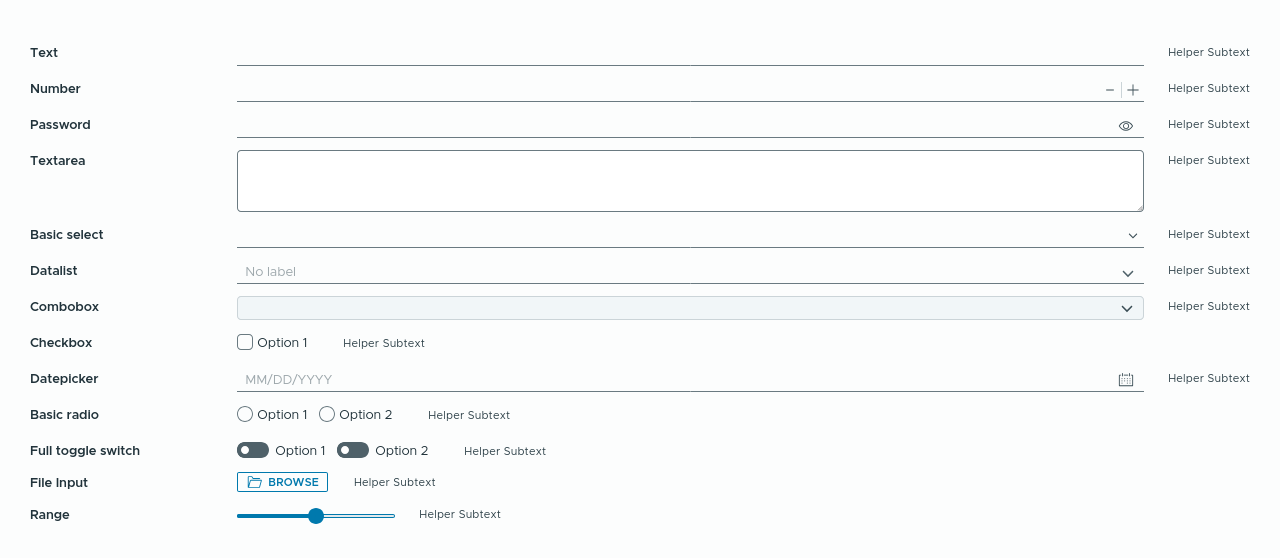 Text Helper Subtext
Number Helper Subtext
Password Helper Subtext
Textarea Helper Subtext
Basic select Helper Subtext
Datalist No label Helper Subtext
Combobox Helper Subtext
Checkbox Option 1 Helper Subtext
Datepicker MM/DD/YYYY Helper Subtext
Basic radio Option 1 Option 2 Helper Subtext
Full toggle switch Option 1 Option 2 Helper Subtext
File Input BROWSE Helper Subtext
Range Helper Subtext